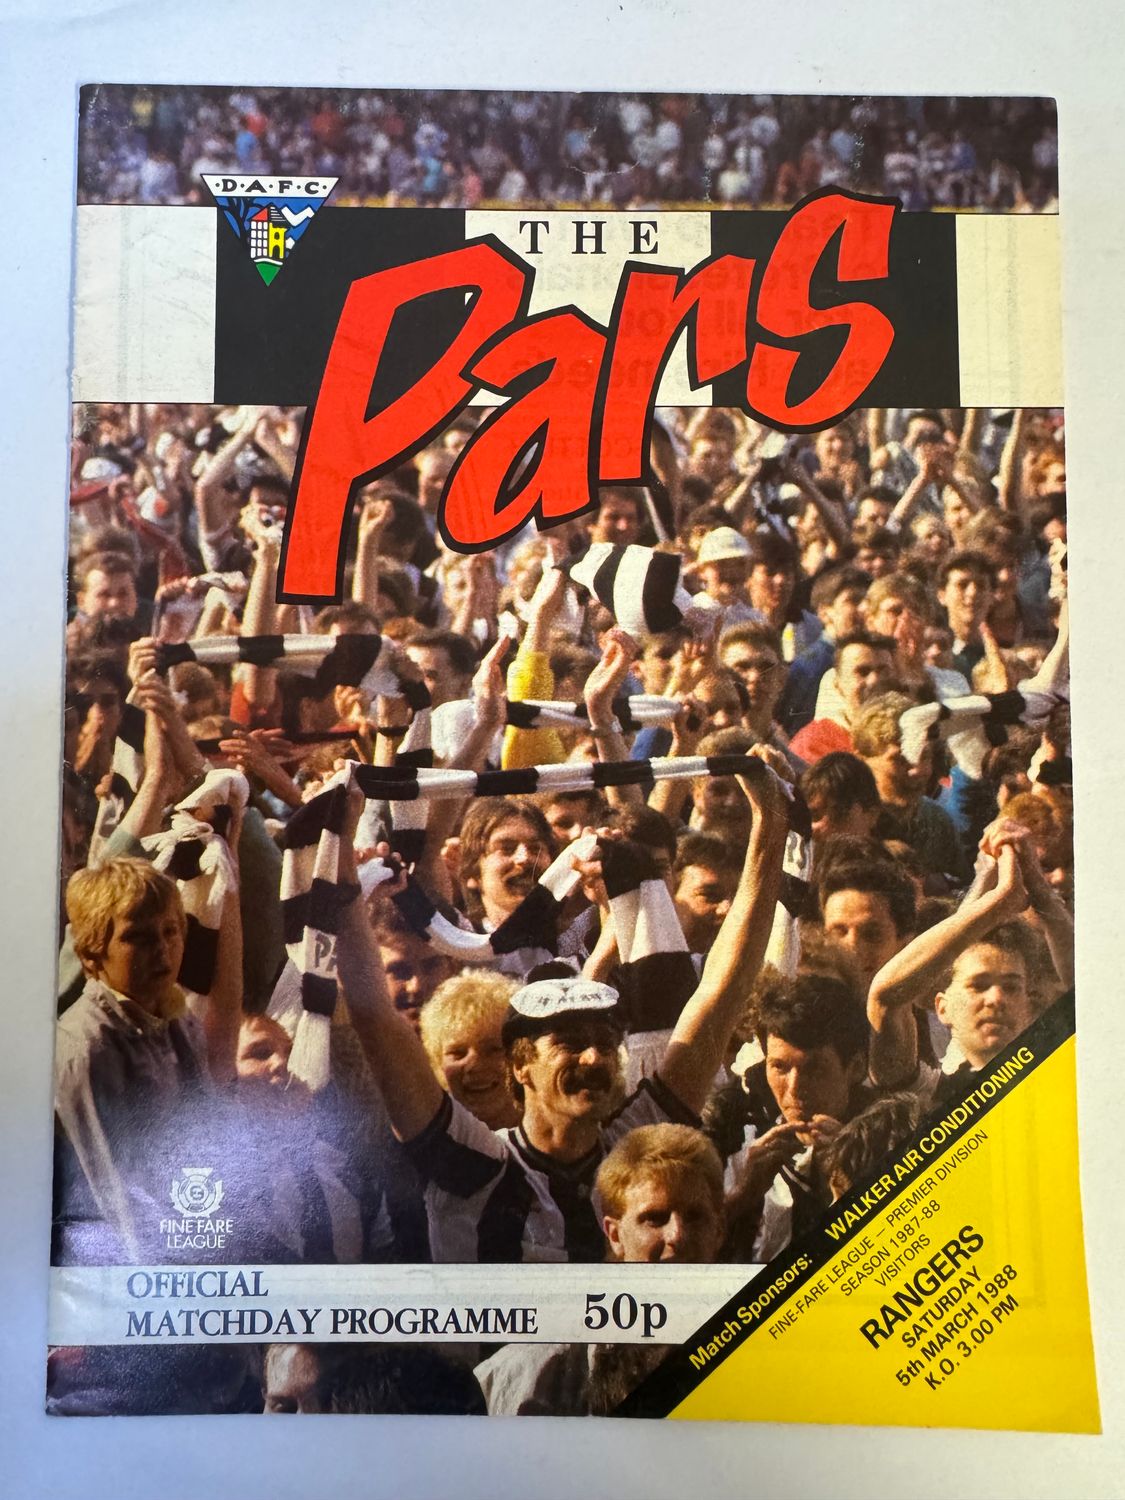 ·D·A·F·C·
THE
Pars
FINE FARE
LEAGUE
OFFICIAL
MATCHDAY PROGRAMME
50p
Match Sponsors: WALKER AIR CONDITIONING
FINE-FARE LEAGUE – PREMIER DIVISION
SEASON 1987-88
VISITORS
RANGERS
SATURDAY
5th MARCH 1988
K.O. 3.00 PM